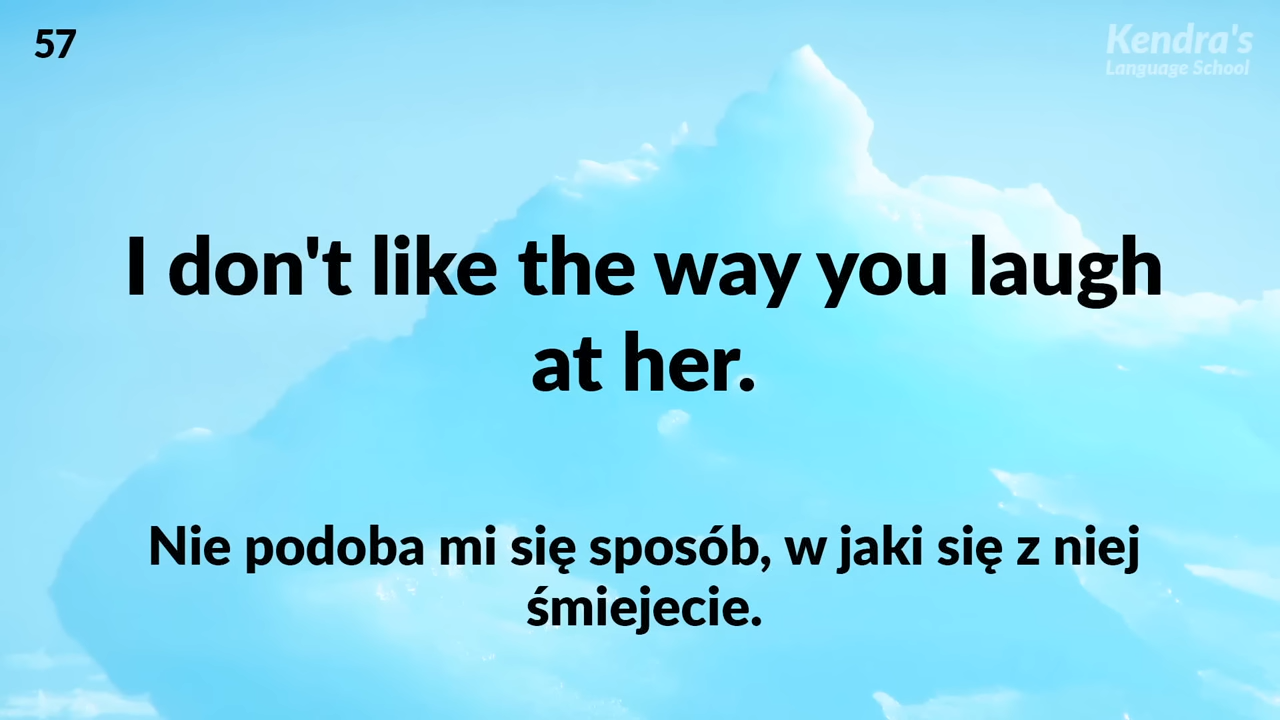 57
Kendra's
Language School
I don't like the way you laugh
at her.
Nie podoba mi się sposób, w jaki się z niej
śmiejecie.